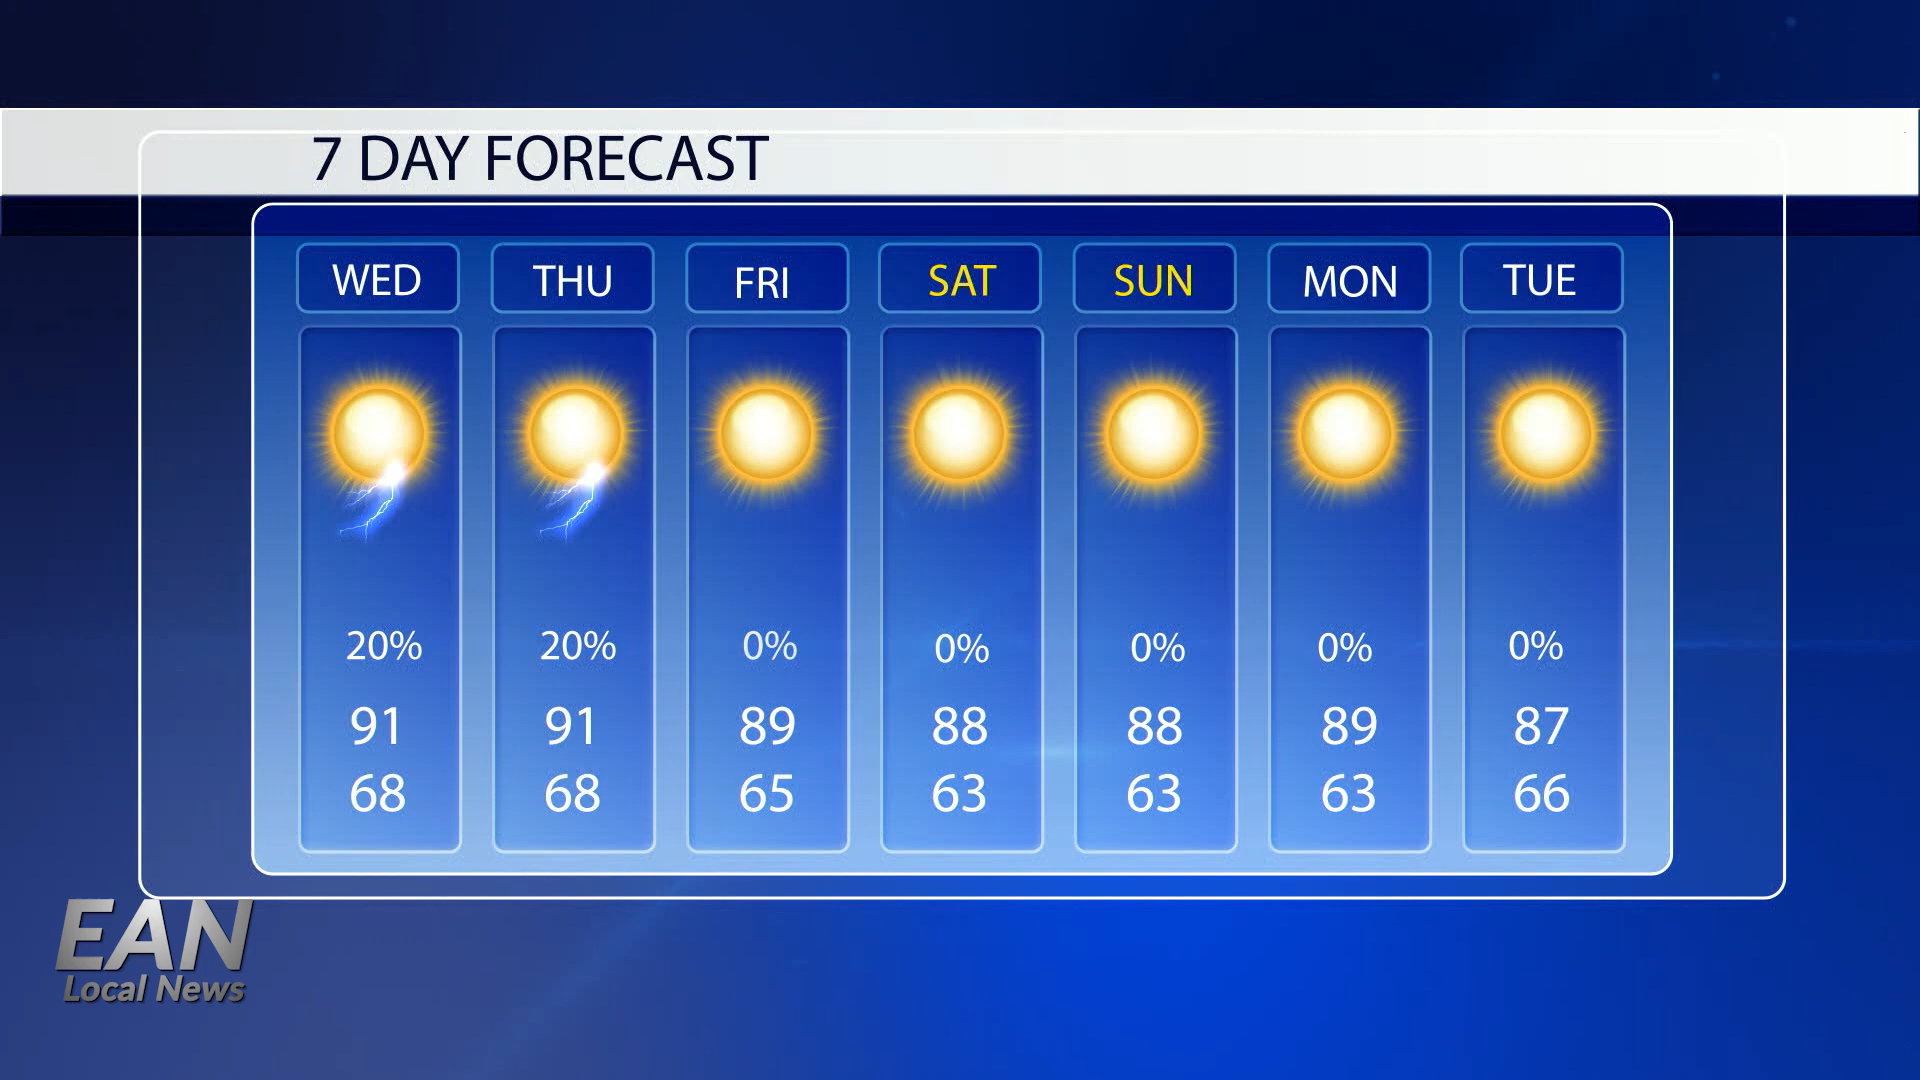 7 DAY FORECAST
WED THU FRI SAT SUN MON TUE
20% 20% 0% 0% 0% 0% 0%
91 91 89 88 88 89 87
68 68 65 63 63 63 66
EAN
Local News